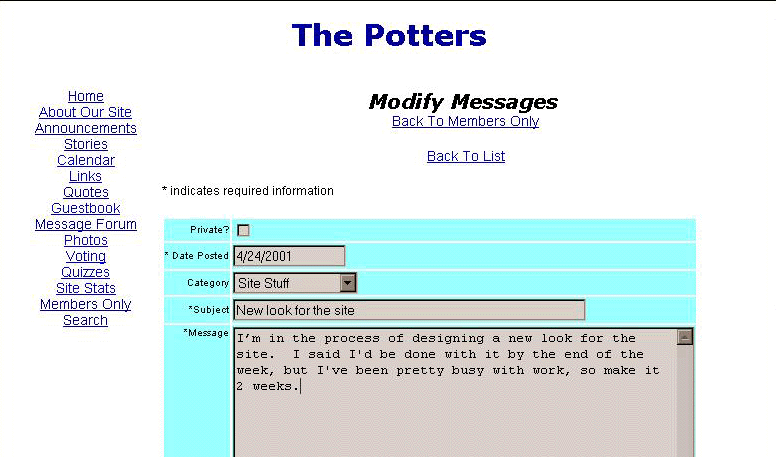 The Potters
Home
About Our Site
Announcements
Stories
Calendar
Links
Quotes
Guestbook
Message Forum
Photos
Voting
Quizzes
Site Stats
Members Only
Search
Modify Messages
Back To Members Only
Back To List
* indicates required information
Private?
* Date Posted 4/24/2001
Category Site Stuff
*Subject New look for the site
*Message I'm in the process of designing a new look for the
site.  I said I'd be done with it by the end of the
week, but I've been pretty busy with work, so make it
2 weeks.